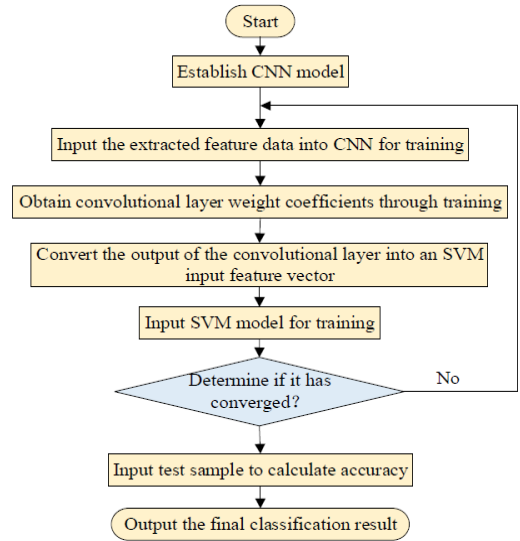 Start
Establish CNN model
Input the extracted feature data into CNN for training
Obtain convolutional layer weight coefficients through training
Convert the output of the convolutional layer into an SVM
input feature vector
Input SVM model for training
Determine if it has
converged?
No
Input test sample to calculate accuracy
Output the final classification result